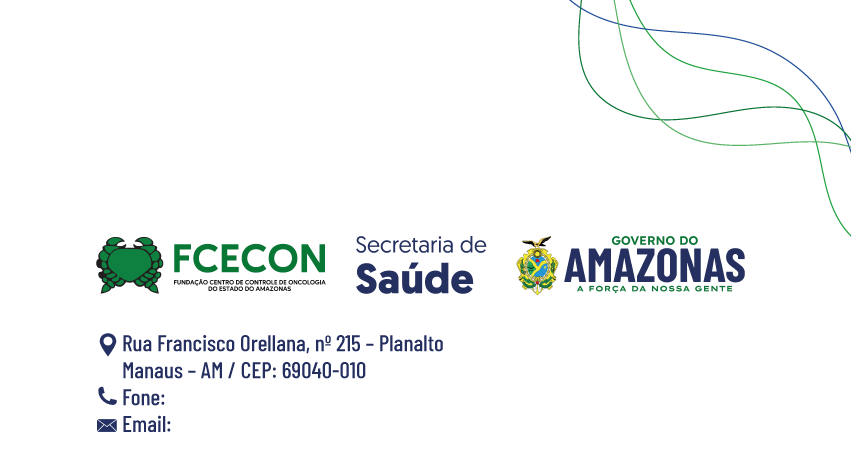 FCECON
FUNDAÇÃO CENTRO DE CONTROLE DE ONCOLOGIA
DO ESTADO DO AMAZONAS
Secretaria de
Saúde
GOVERNO DO
AMAZONAS
A FORÇA DA NOSSA GENTE
Rua Francisco Orellana, nº 215 – Planalto
Manaus – AM / CEP: 69040-010
Fone:
Email: